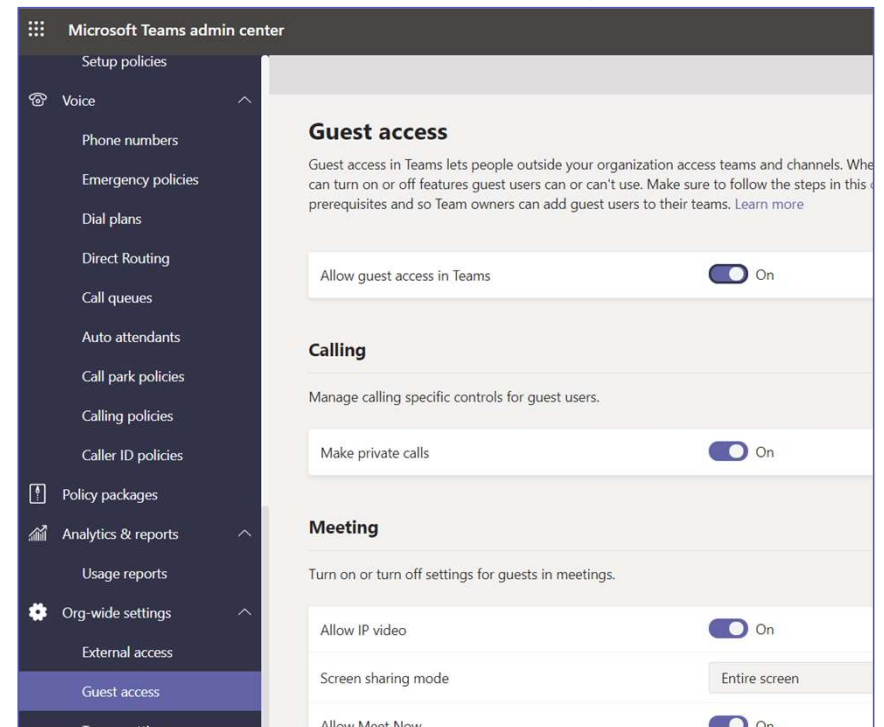 Microsoft Teams admin center
Setup policies
Voice
Phone numbers
Emergency policies
Dial plans
Direct Routing
Call queues
Auto attendants
Call park policies
Calling policies
Caller ID policies
Policy packages
Analytics & reports
Usage reports
Org-wide settings
External access
Guest access
Guest access
Guest access in Teams lets people outside your organization access teams and channels. Whe
can turn on or off features guest users can or can't use. Make sure to follow the steps in this
prerequisites and so Team owners can add guest users to their teams. Learn more
Allow guest access in Teams On
Calling
Manage calling specific controls for guest users.
Make private calls On
Meeting
Turn on or turn off settings for guests in meetings.
Allow IP video On
Screen sharing mode Entire screen
Allow Meet Now On